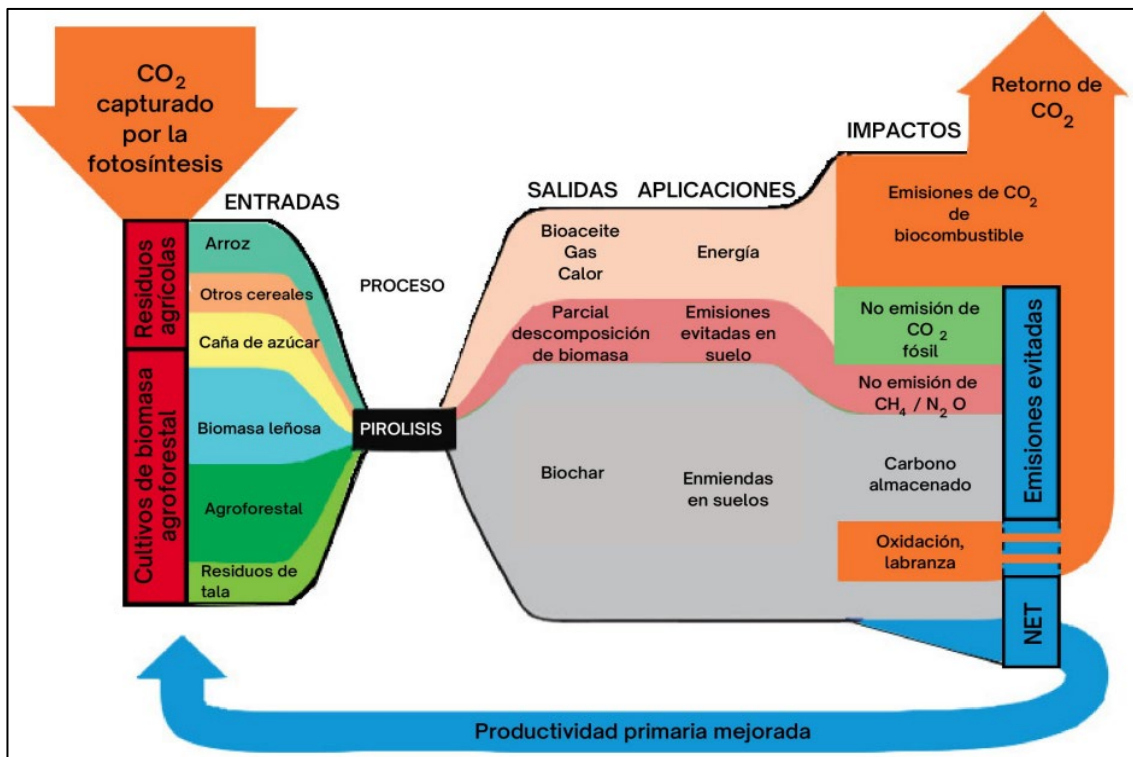 CO₂
capturado
por la
fotosíntesis
Residuos
agrícolas
Cultivos de biomasa
agroforestal
ENTRADAS
Arroz
Otros cereales
Caña de azúcar
Biomasa leñosa
Agroforestal
Residuos de
tala
PROCESO
PIROLISIS
SALIDAS
Bioaceite
Gas
Calor
Parcial
descomposición
de biomasa
Biochar
APLICACIONES
Energía
Emisiones
evitadas en
suelo
Enmiendas
en suelos
IMPACTOS
Emisiones de CO₂
de
biocombustible
No emisión de
CO₂
fósil
No emisión de
CH₄ / N₂O
Carbono
almacenado
Oxidación,
labranza
Retorno de
CO₂
Emisiones evitadas
NET
Productividad primaria mejorada